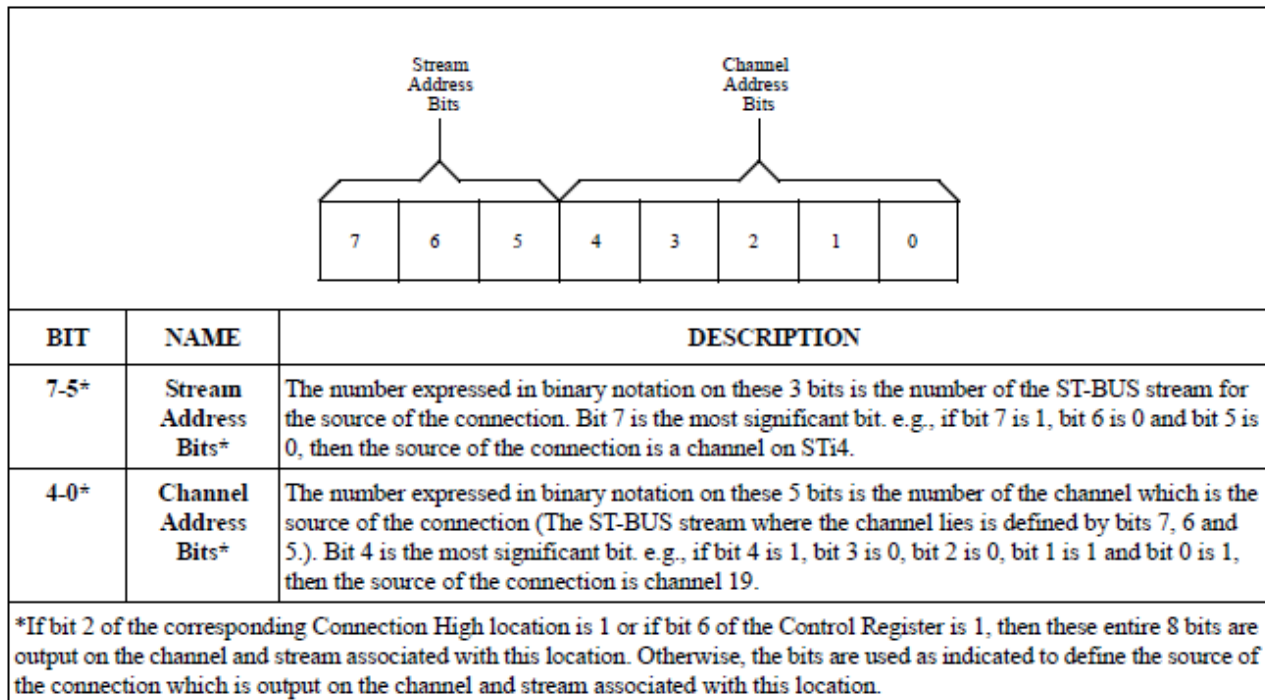 Stream
Address
Bits
Channel
Address
Bits
7 6 5 4 3 2 1 0
BIT NAME DESCRIPTION
7-5* Stream
Address
Bits*
The number expressed in binary notation on these 3 bits is the number of the ST-BUS stream for
the source of the connection. Bit 7 is the most significant bit. e.g., if bit 7 is 1, bit 6 is 0 and bit 5 is
0, then the source of the connection is a channel on STi4.
4-0* Channel
Address
Bits*
The number expressed in binary notation on these 5 bits is the number of the channel which is the
source of the connection (The ST-BUS stream where the channel lies is defined by bits 7, 6 and
5.). Bit 4 is the most significant bit. e.g., if bit 4 is 1, bit 3 is 0, bit 2 is 0, bit 1 is 1 and bit 0 is 1,
then the source of the connection is channel 19.
*If bit 2 of the corresponding Connection High location is 1 or if bit 6 of the Control Register is 1, then these entire 8 bits are
output on the channel and stream associated with this location. Otherwise, the bits are used as indicated to define the source of
the connection which is output on the channel and stream associated with this location.